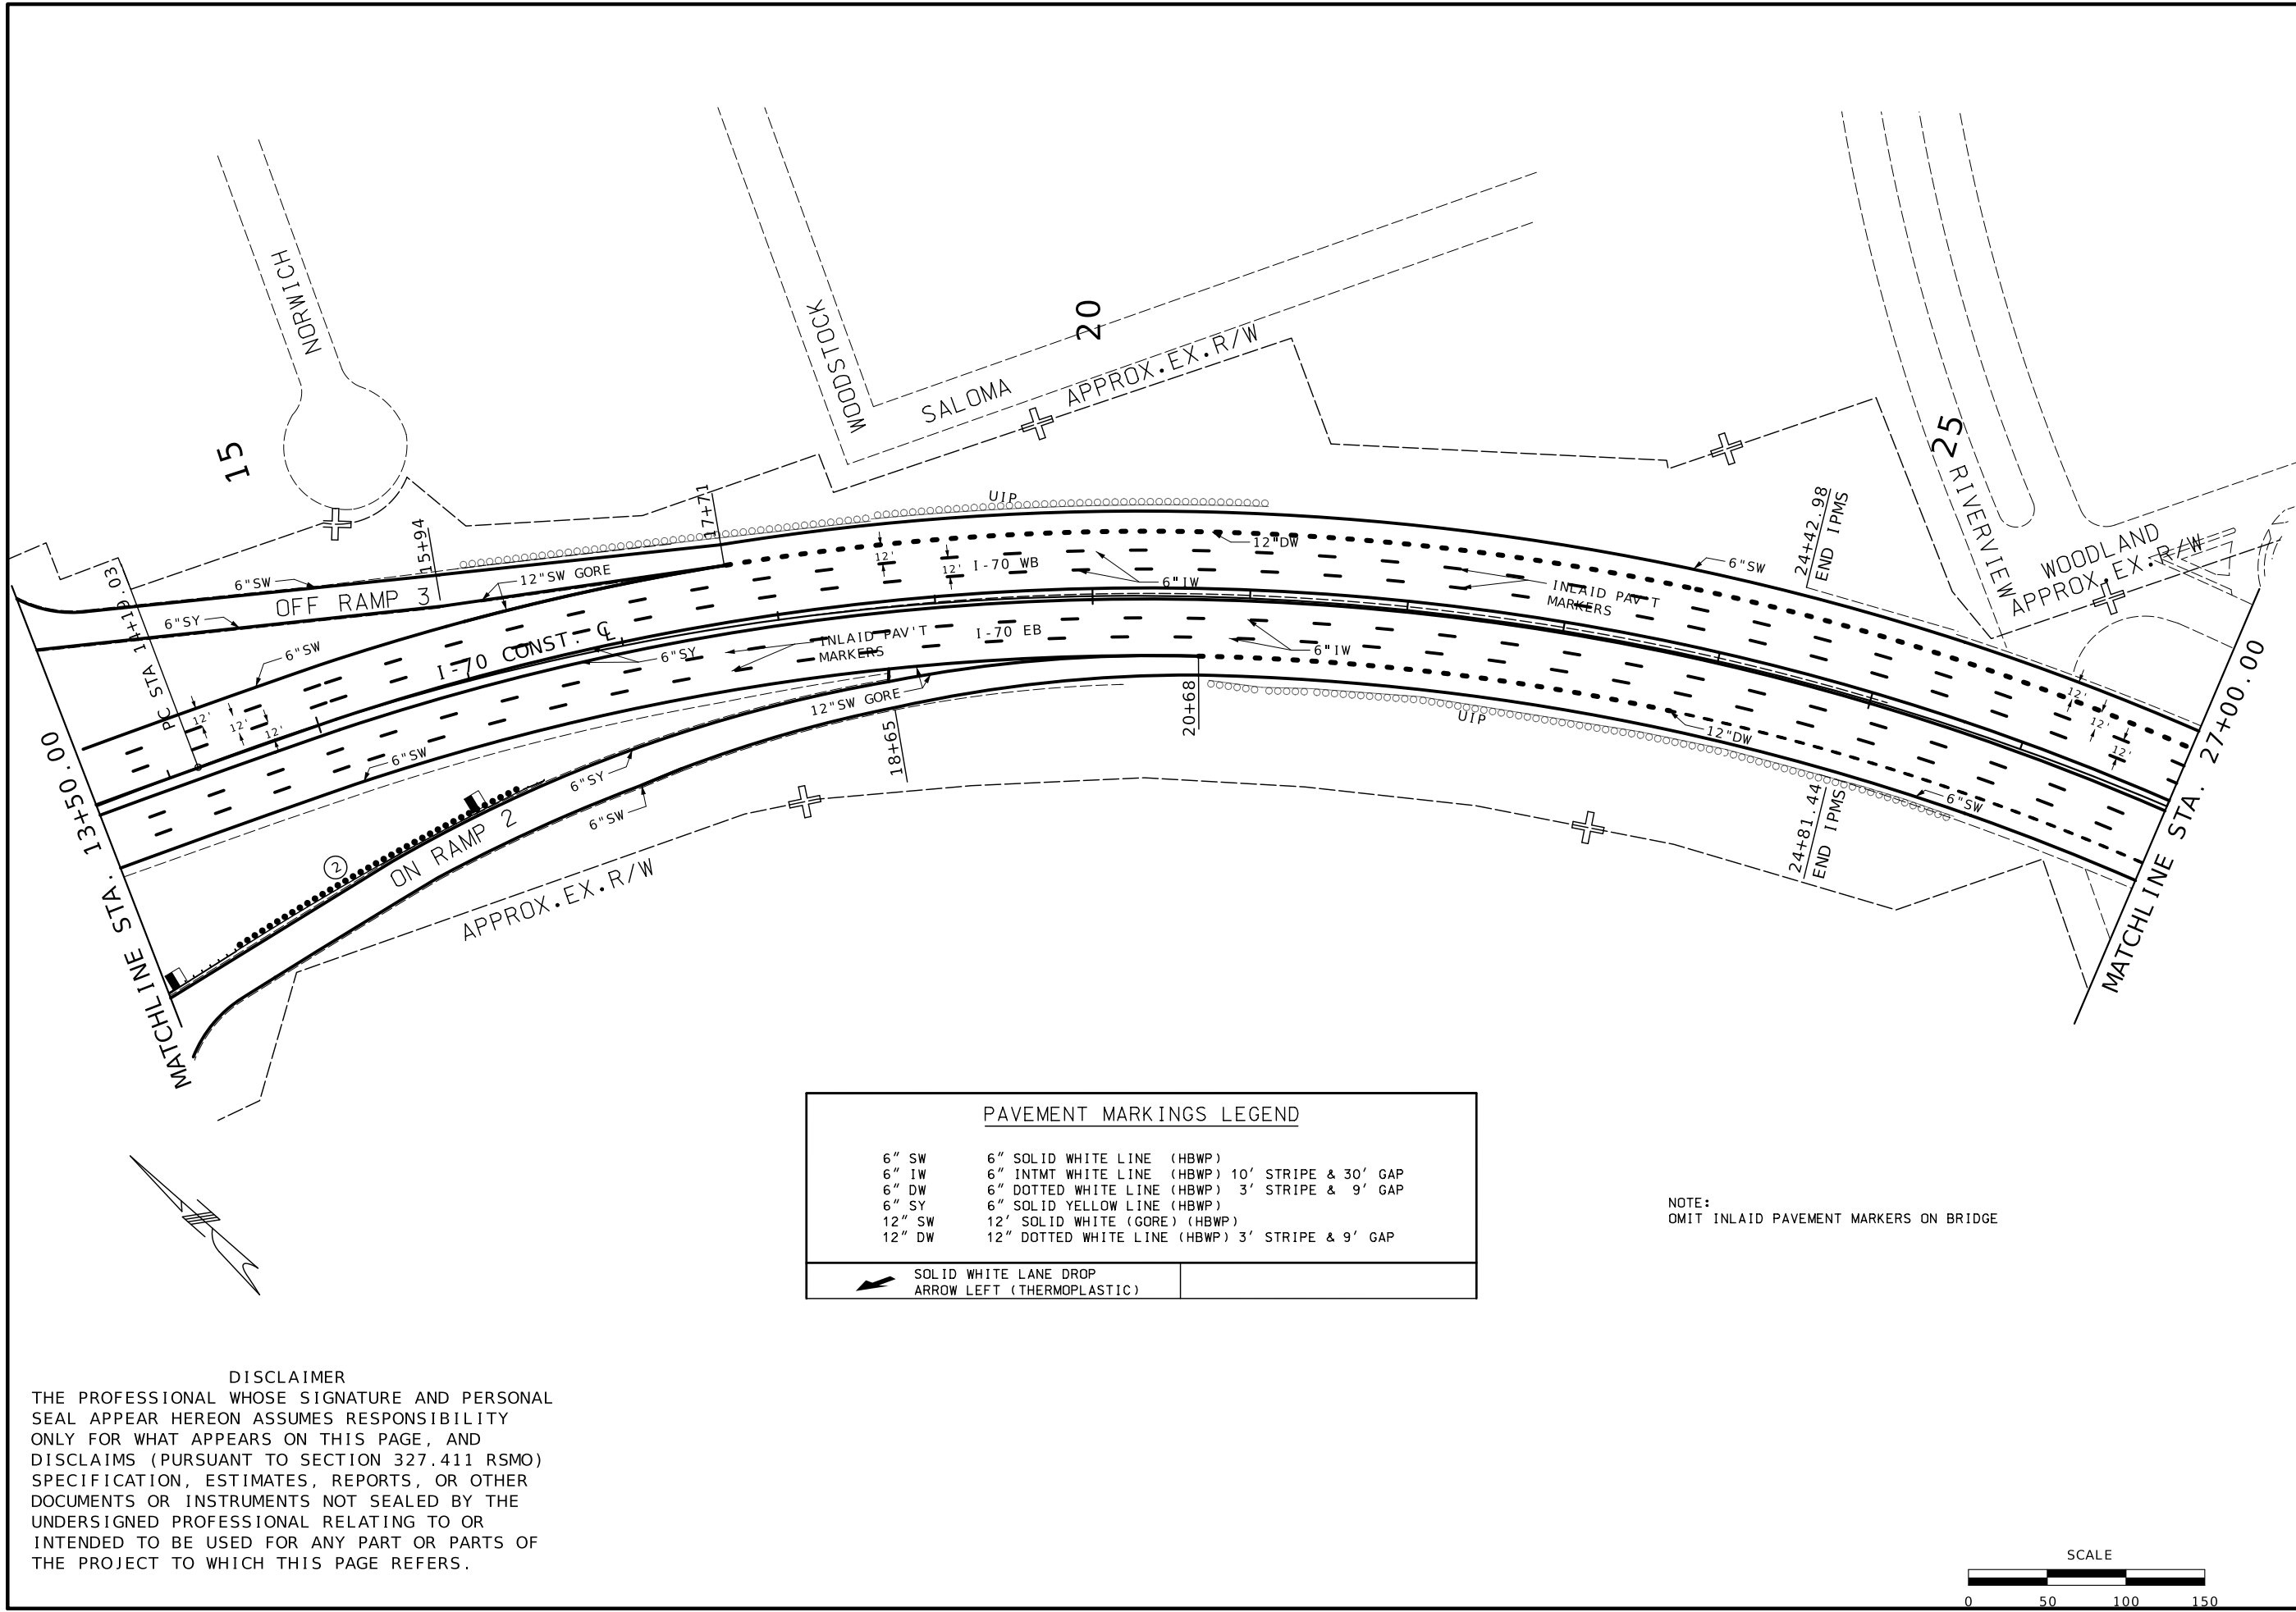 NORWICH
WOODSTOCK
SALOMA
APPROX.EX.R/W
15
20
25
RIVERVIEW
WOODLAND
APPROX.EX.R/W
PC STA 14+19.03
15+94
17+71
UIP
24+42.98
END IPMS
6"SW
OFF RAMP 3
6"SY
12"SW GORE
6"SW
12'
12'
I-70 WB
12"DW
6"IW
6"SW
INLAID PAV'T
MARKERS
I-70 CONST. ℄
6"SY
INLAID PAV'T
MARKERS
I-70 EB
6"IW
12'
12'
12'
12'
12'
12'
6"SW
12"SW GORE
18+65
20+68
UIP
12"DW
6"SW
24+81.44
END IPMS
6"SY
6"SW
ON RAMP 2
2
APPROX.EX.R/W
MATCHLINE STA. 13+50.00
MATCHLINE STA. 27+00.00
PAVEMENT MARKINGS LEGEND
6" SW 6" SOLID WHITE LINE (HBWP)
6" IW 6" INTMT WHITE LINE (HBWP) 10' STRIPE & 30' GAP
6" DW 6" DOTTED WHITE LINE (HBWP) 3' STRIPE & 9' GAP
6" SY 6" SOLID YELLOW LINE (HBWP)
12" SW 12' SOLID WHITE (GORE) (HBWP)
12" DW 12" DOTTED WHITE LINE (HBWP) 3' STRIPE & 9' GAP
SOLID WHITE LANE DROP
ARROW LEFT (THERMOPLASTIC)
NOTE:
OMIT INLAID PAVEMENT MARKERS ON BRIDGE
DISCLAIMER
THE PROFESSIONAL WHOSE SIGNATURE AND PERSONAL
SEAL APPEAR HEREON ASSUMES RESPONSIBILITY
ONLY FOR WHAT APPEARS ON THIS PAGE, AND
DISCLAIMS (PURSUANT TO SECTION 327.411 RSMO)
SPECIFICATION, ESTIMATES, REPORTS, OR OTHER
DOCUMENTS OR INSTRUMENTS NOT SEALED BY THE
UNDERSIGNED PROFESSIONAL RELATING TO OR
INTENDED TO BE USED FOR ANY PART OR PARTS OF
THE PROJECT TO WHICH THIS PAGE REFERS.
SCALE
0 50 100 150